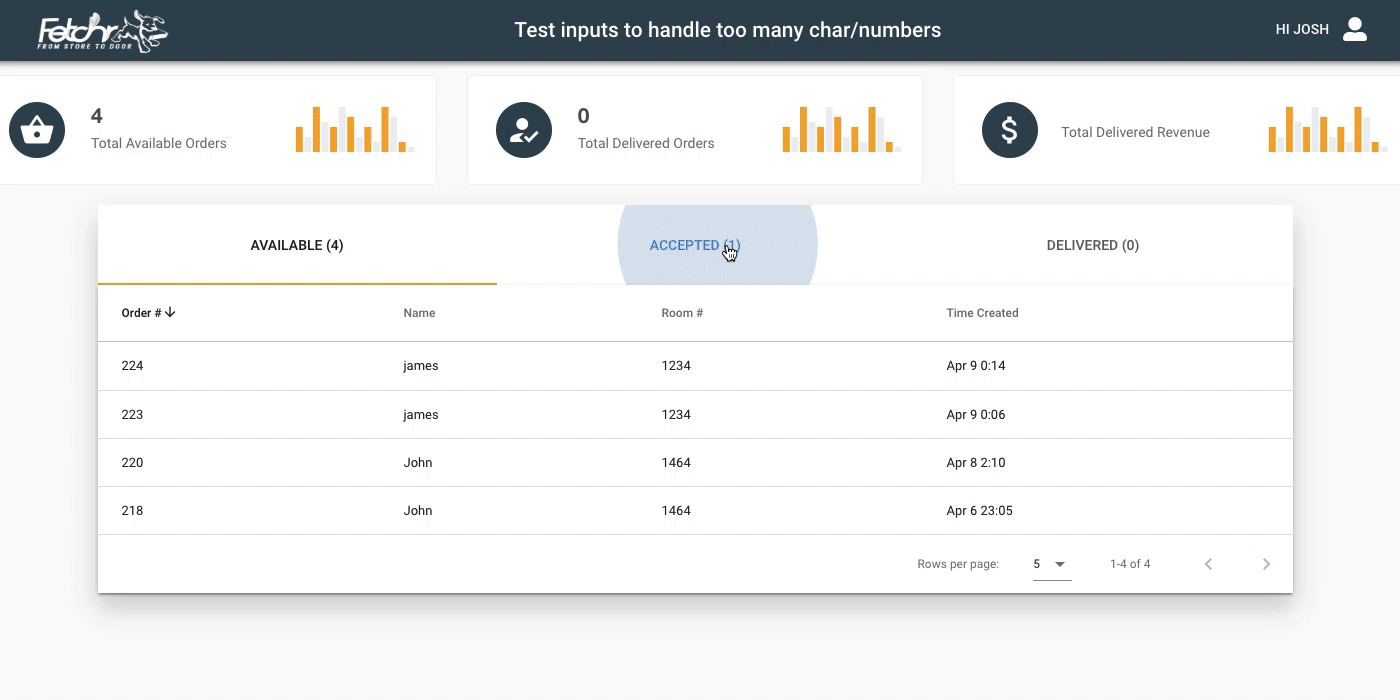 Fetchr
FROM STORE TO DOOR
Test inputs to handle too many char/numbers
HI JOSH
4
Total Available Orders
0
Total Delivered Orders
$
Total Delivered Revenue
AVAILABLE (4)
ACCEPTED (1)
DELIVERED (0)
Order # Name Room # Time Created
224 james 1234 Apr 9 0:14
223 james 1234 Apr 9 0:06
220 John 1464 Apr 8 2:10
218 John 1464 Apr 6 23:05
Rows per page: 5 1-4 of 4